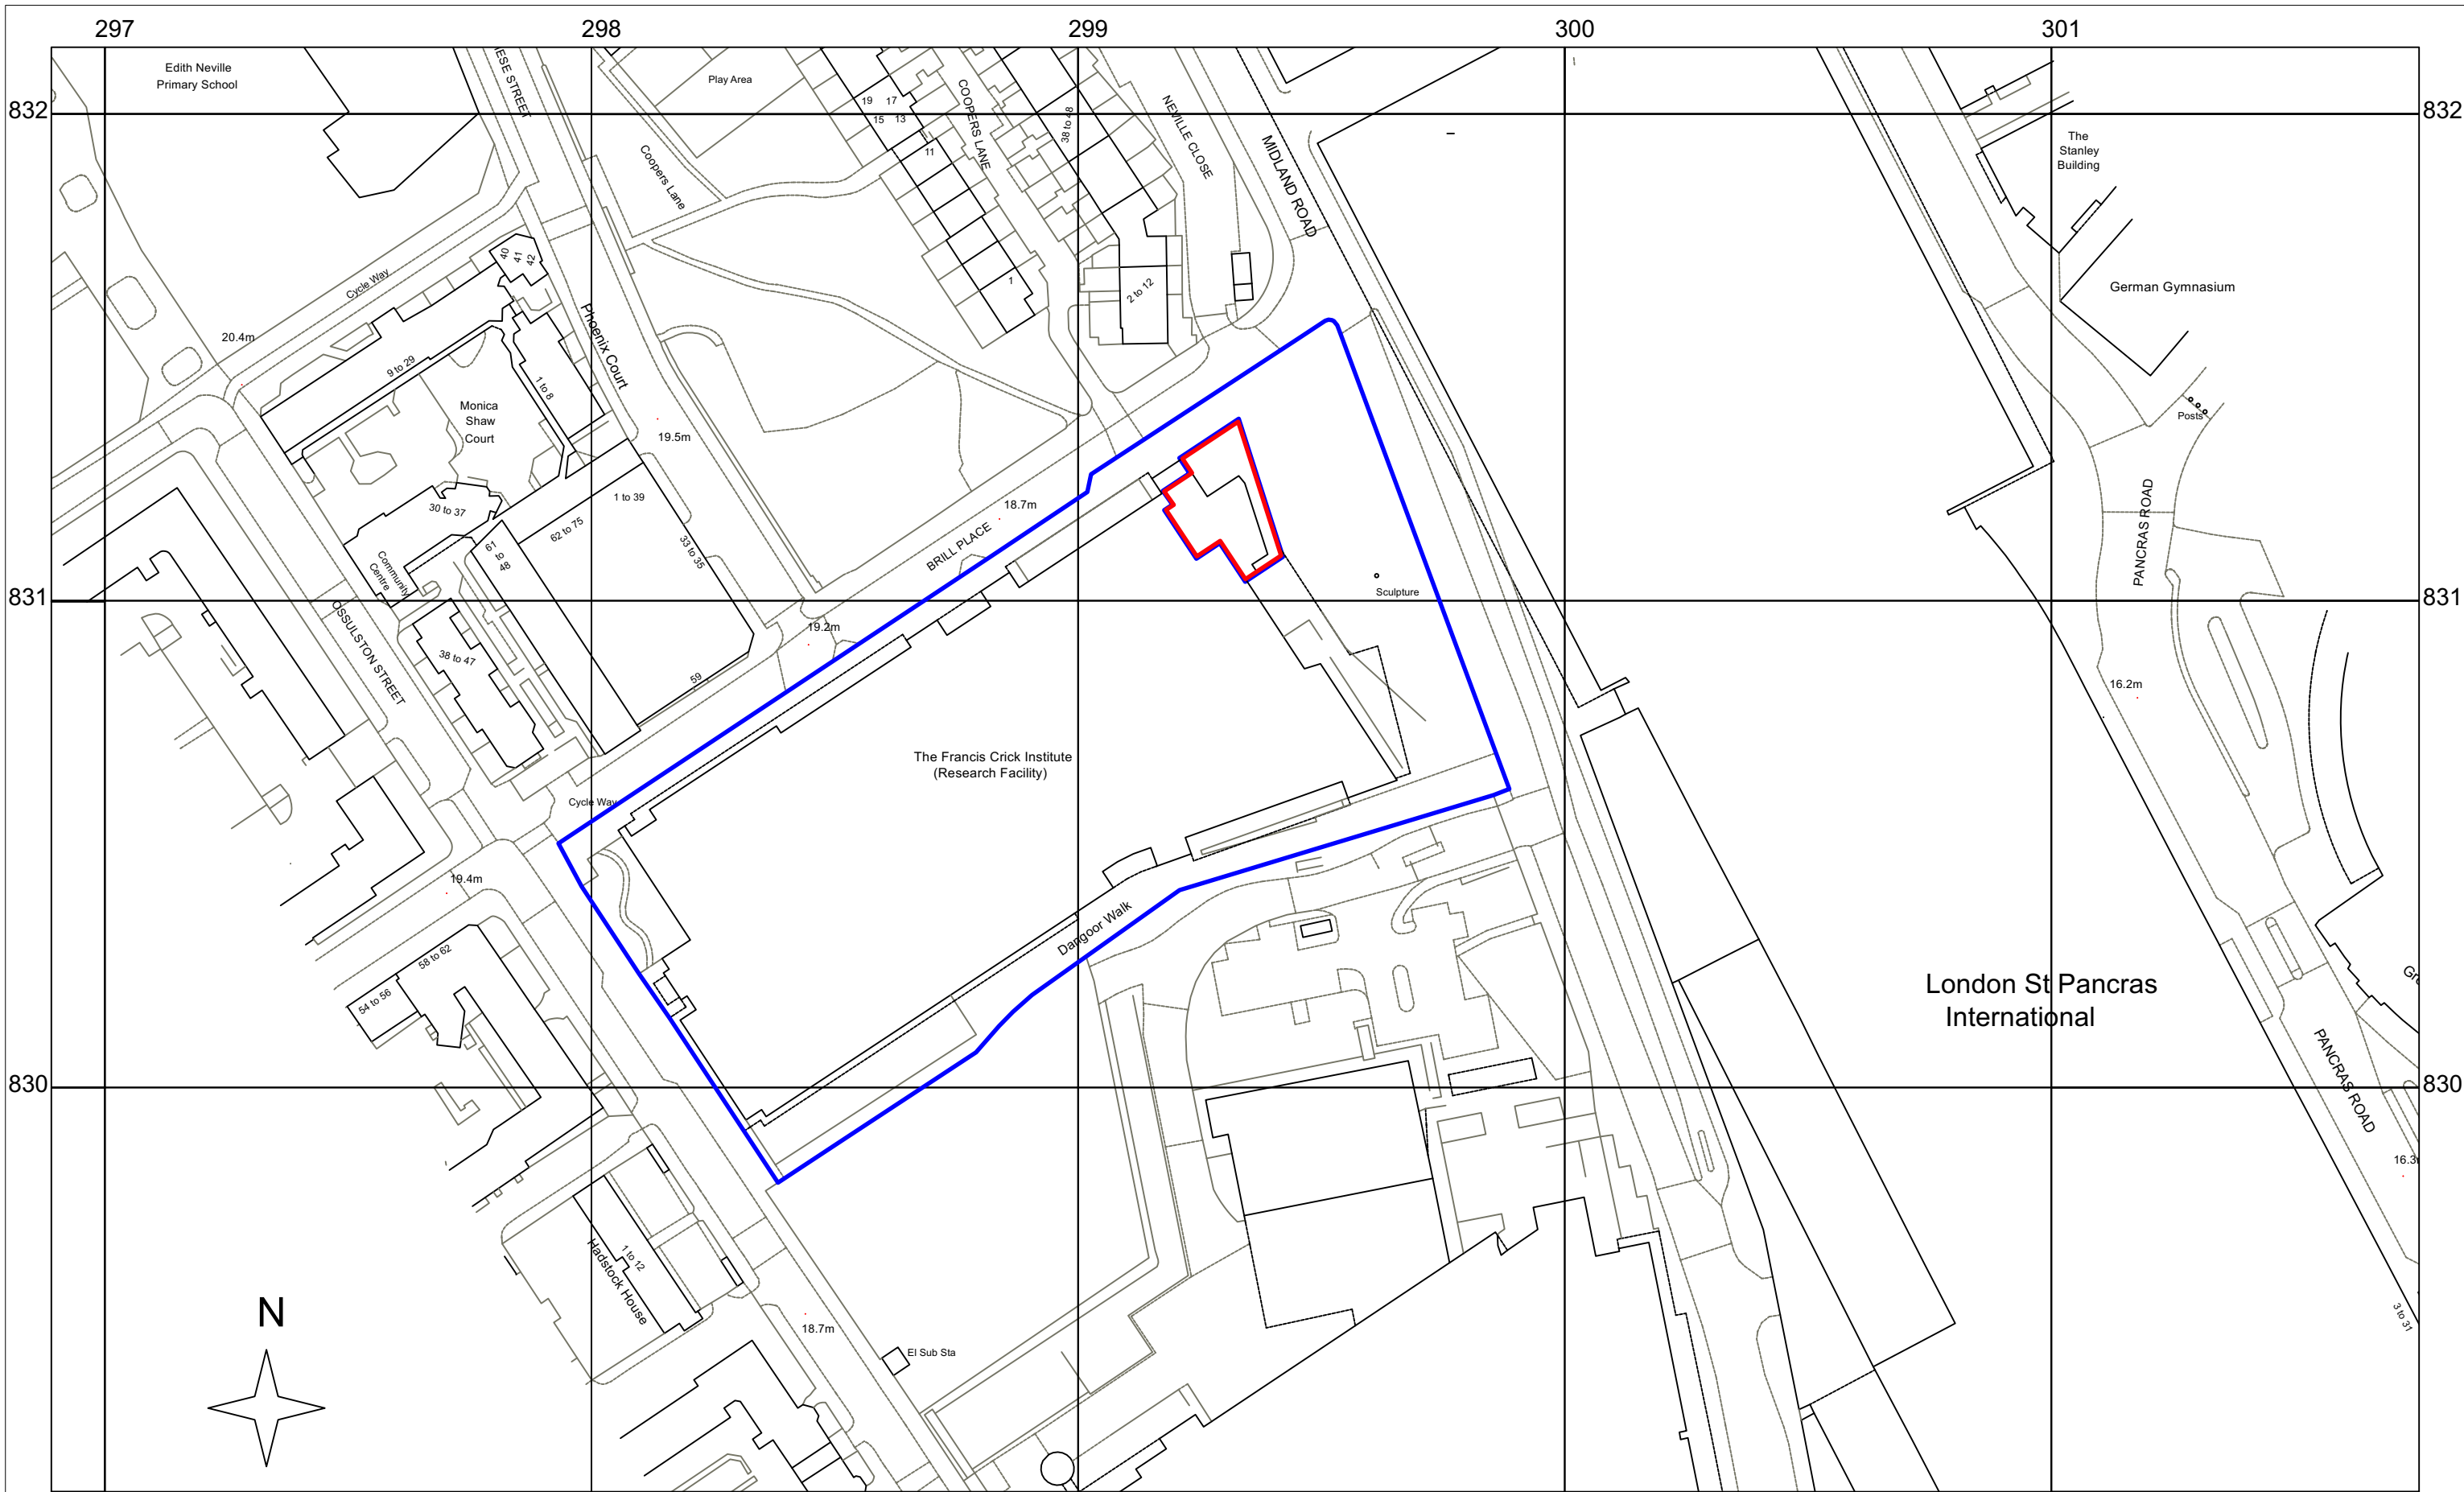 297
298
299
300
301
Edith Neville
Primary School
ESE STREET
Play Area
19
17
15
13
11
COOPERS LANE
38 to 48
NEVILLE CLOSE
MIDLAND ROAD
832
832
The
Stanley
Building
Coopers Lane
40
41
42
Cycle Way
7
2 to 12
German Gymnasium
20.4m
Phoenix Court
9 to 29
1 to 8
Monica
Shaw
Court
19.5m
Posts
1 to 39
30 to 37
62 to 75
18.7m
BRILL PLACE
PANCRAS ROAD
61
to
48
33 to 35
Community
Centre
Sculpture
831
831
OSSULSTON STREET
19.2m
38 to 47
59
16.2m
The Francis Crick Institute
(Research Facility)
Cycle Way
19.4m
Dangoor Walk
58 to 62
54 to 56
London St Pancras
International
PANCRAS ROAD
830
830
16.3
Hadstock House
1 to 12
N
18.7m
El Sub Sta
3 to 31